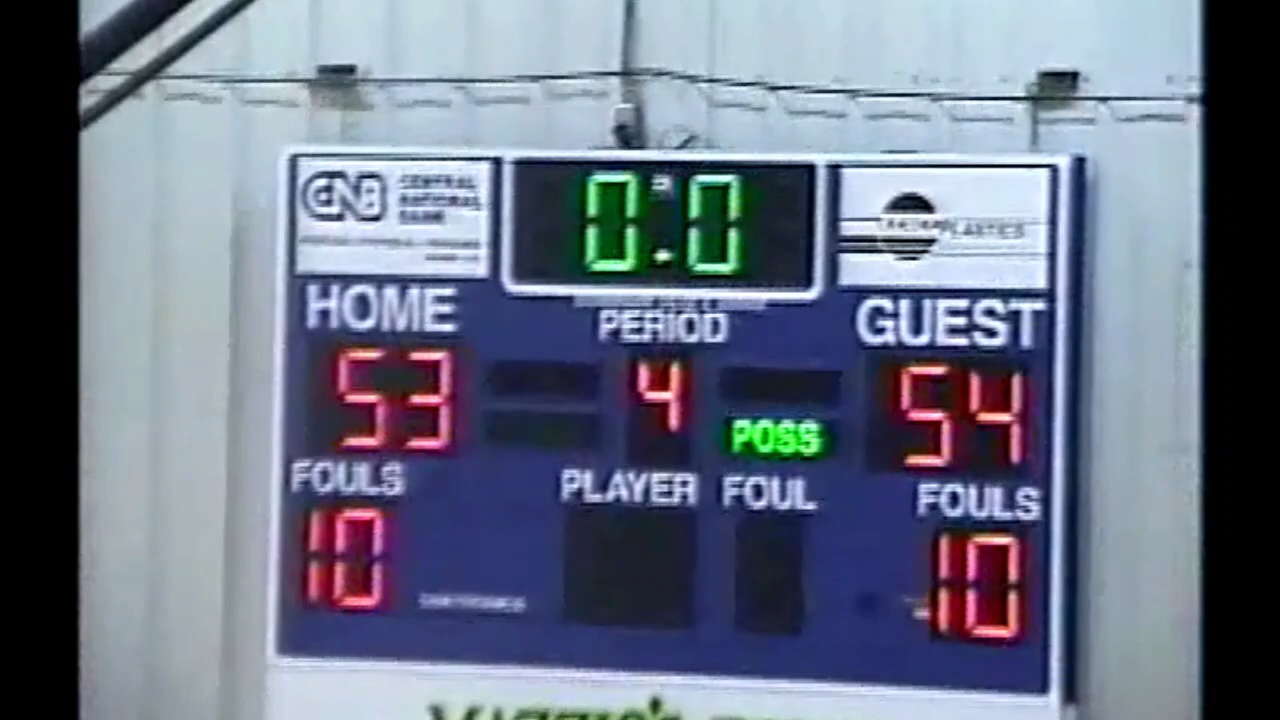 CNB CENTRAL
NATIONAL
BANK
0:0
PLASTICS
HOME
PERIOD
GUEST
53
4
POSS
54
FOULS
PLAYER
FOUL
FOULS
10
10